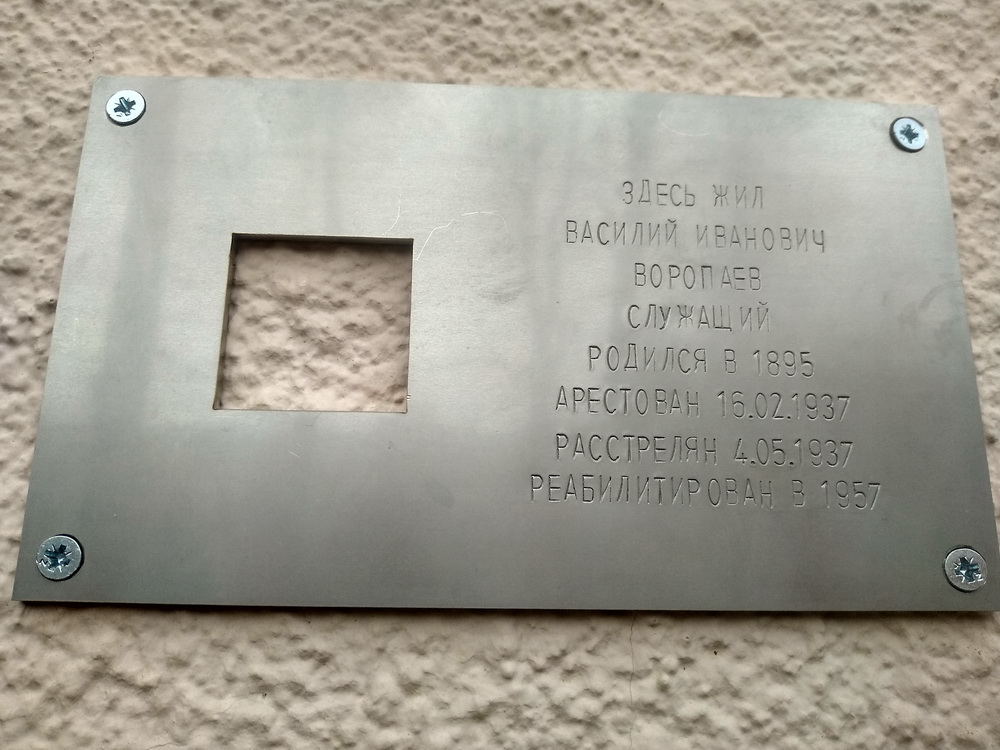 ЗДЕСЬ ЖИЛ
ВАСИЛИЙ ИВАНОВИЧ
ВОРОПАЕВ
СЛУЖАЩИЙ
РОДИЛСЯ В 1895
АРЕСТОВАН 16.02.1937
РАССТРЕЛЯН 4.05.1937
РЕАБИЛИТИРОВАН В 1957